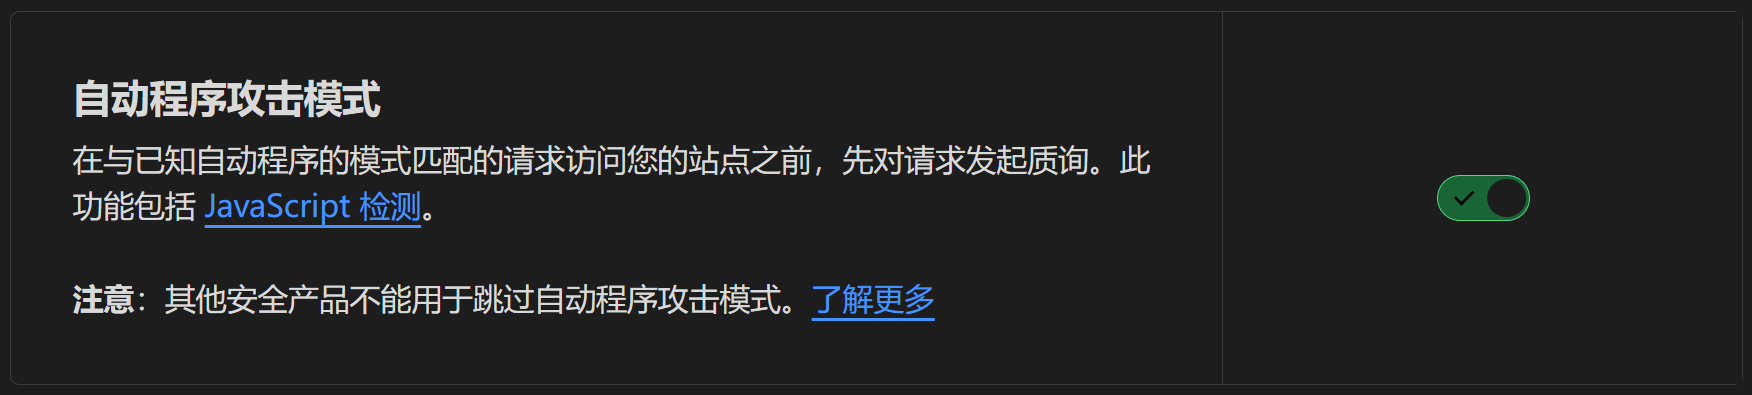 自动程序攻击模式
在与已知自动程序的模式匹配的请求访问您的站点之前，先对请求发起质询。此
功能包括 JavaScript 检测。
注意：其他安全产品不能用于跳过自动程序攻击模式。了解更多